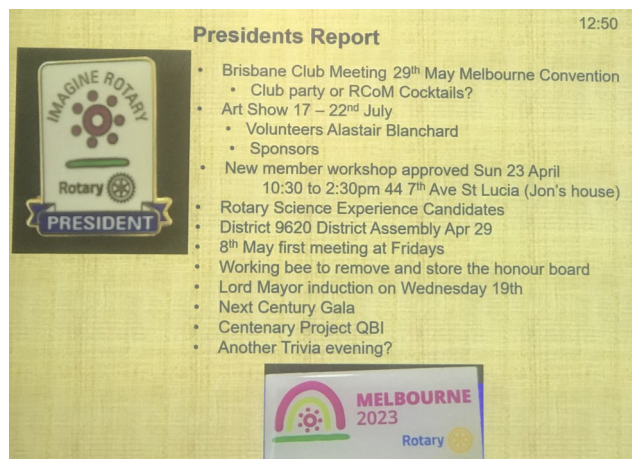 12:50
Presidents Report
IMAGINE ROTARY
Rotary
PRESIDENT
• Brisbane Club Meeting 29th May Melbourne Convention
• Club party or RCoM Cocktails?
• Art Show 17 – 22nd July
• Volunteers Alastair Blanchard
• Sponsors
• New member workshop approved Sun 23 April
10:30 to 2:30pm 44 7th Ave St Lucia (Jon's house)
• Rotary Science Experience Candidates
• District 9620 District Assembly Apr 29
• 8th May first meeting at Fridays
• Working bee to remove and store the honour board
• Lord Mayor induction on Wednesday 19th
• Next Century Gala
• Centenary Project QBI
• Another Trivia evening?
MELBOURNE
2023
Rotary